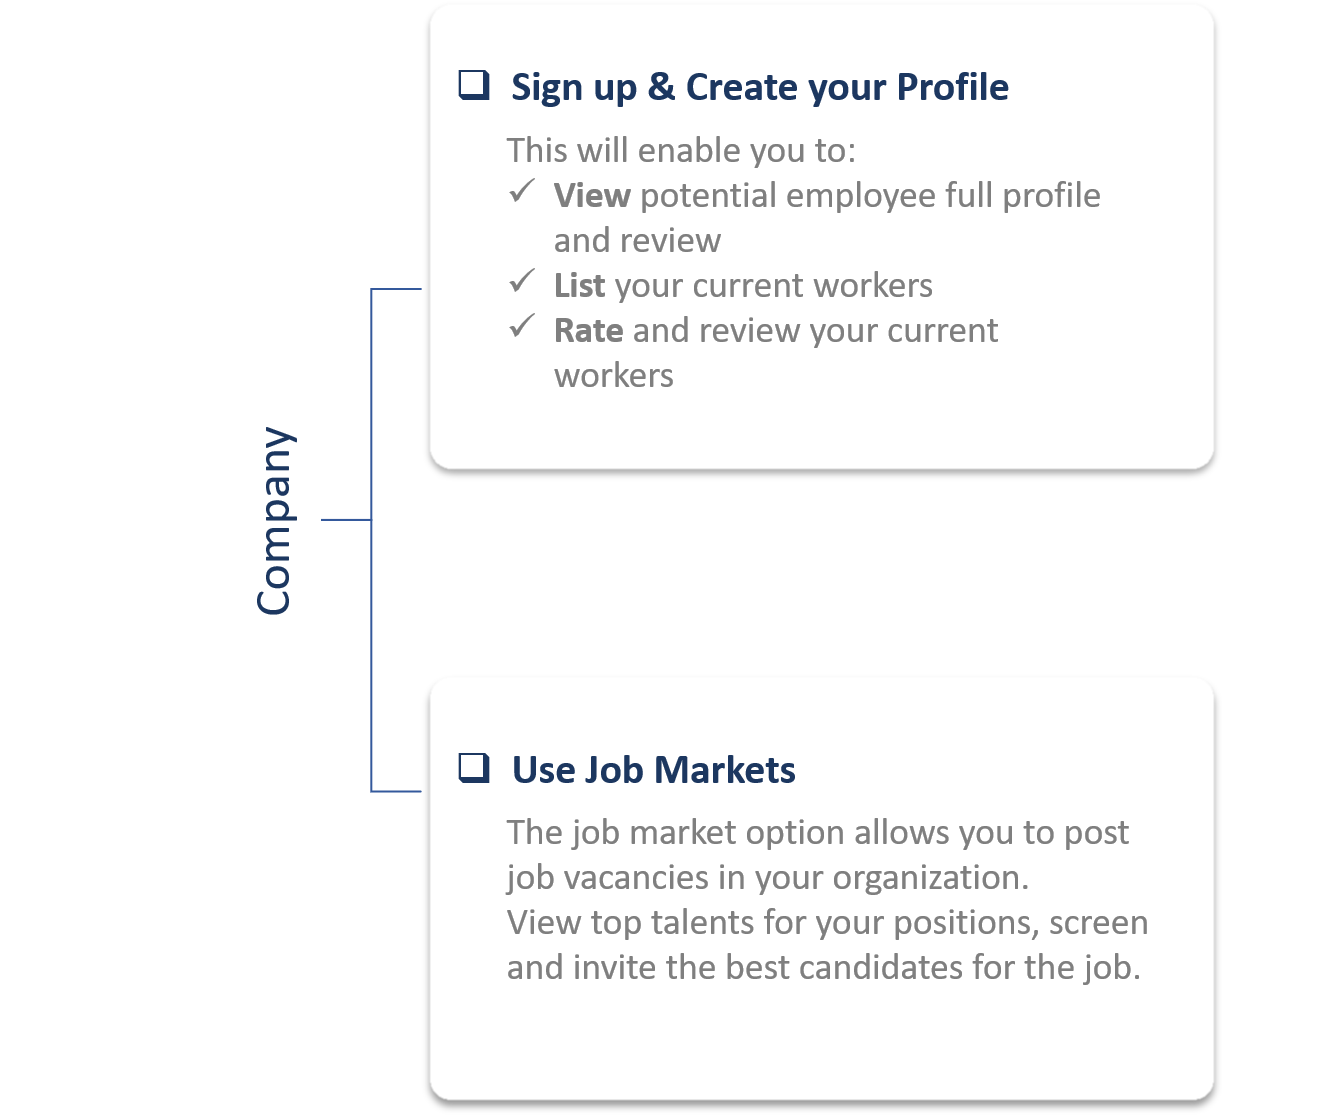 Company
Sign up & Create your Profile
This will enable you to:
View potential employee full profile
and review
List your current workers
Rate and review your current
workers
Use Job Markets
The job market option allows you to post
job vacancies in your organization.
View top talents for your positions, screen
and invite the best candidates for the job.